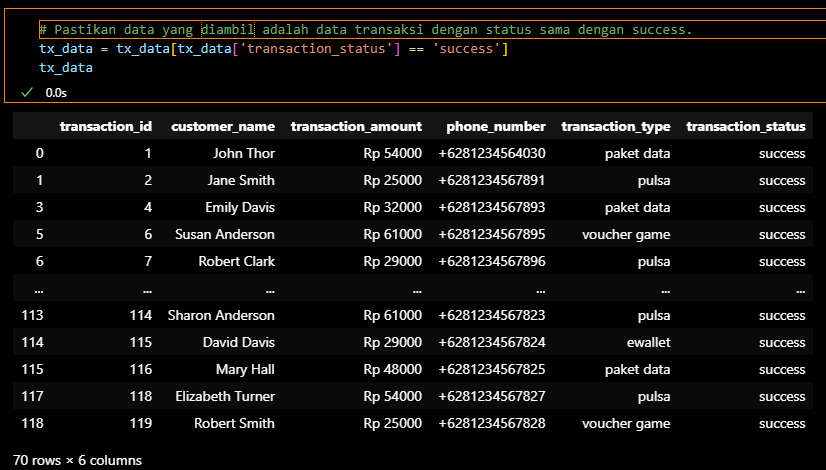 # Pastikan data yang diambil adalah data transaksi dengan status sama dengan success.
tx_data = tx_data[tx_data['transaction_status'] == 'success']
tx_data
0.0s
transaction_id customer_name transaction_amount phone_number transaction_type transaction_status
0 1 John Thor Rp 54000 +6281234564030 paket data success
1 2 Jane Smith Rp 25000 +6281234567891 pulsa success
3 4 Emily Davis Rp 32000 +6281234567893 paket data success
5 6 Susan Anderson Rp 61000 +6281234567895 voucher game success
6 7 Robert Clark Rp 29000 +6281234567896 pulsa success
... ... ... ... ... ... ...
113 114 Sharon Anderson Rp 61000 +6281234567823 pulsa success
114 115 David Davis Rp 29000 +6281234567824 ewallet success
115 116 Mary Hall Rp 48000 +6281234567825 paket data success
117 118 Elizabeth Turner Rp 54000 +6281234567827 pulsa success
118 119 Robert Smith Rp 25000 +6281234567828 voucher game success
70 rows × 6 columns